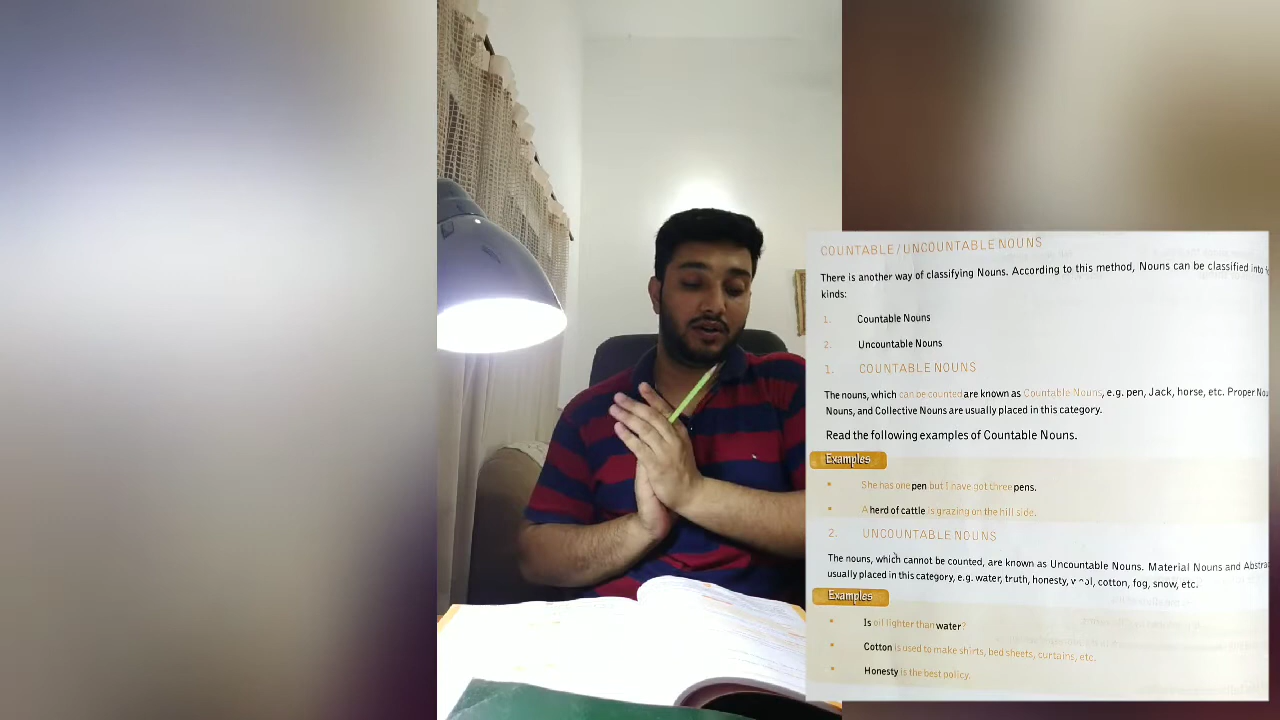 COUNTABLE/UNCOUNTABLE NOUNS
There is another way of classifying Nouns. According to this method, Nouns can be classified into
kinds:
1. Countable Nouns
2. Uncountable Nouns
1. COUNTABLE NOUNS
The nouns, which can be counted are known as Countable Nouns, e.g. pen, Jack, horse, etc. Proper
Nouns, and Collective Nouns are usually placed in this category.
Read the following examples of Countable Nouns.
Examples
She has one pen but I have got three pens.
A herd of cattle is grazing on the hill side.
2. UNCOUNTABLE NOUNS
The nouns, which cannot be counted, are known as Uncountable Nouns. Material Nouns and
usually placed in this category, e.g. water, truth, honesty, cotton, fog, snow, etc.
Examples
Is oil lighter than water?
Cotton is used to make shirts, bed sheets, curtains, etc.
Honesty is the best policy.